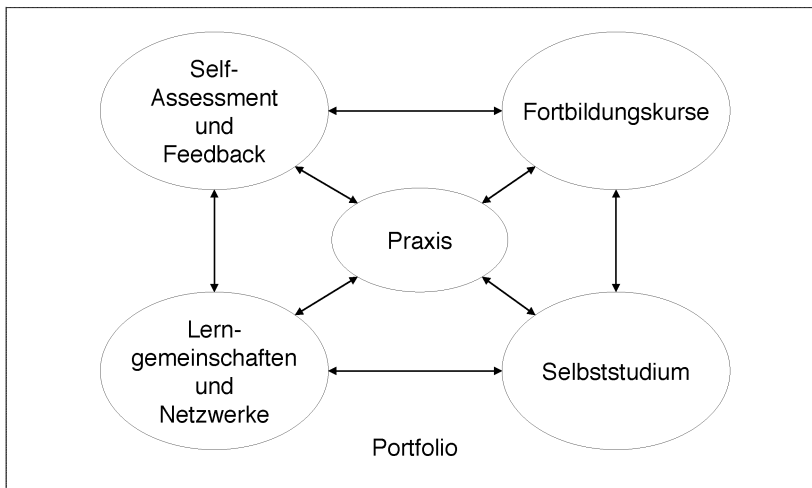 Self-
Assessment
und
Feedback
Fortbildungskurse
Praxis
Lern-
gemeinschaften
und
Netzwerke
Selbststudium
Portfolio